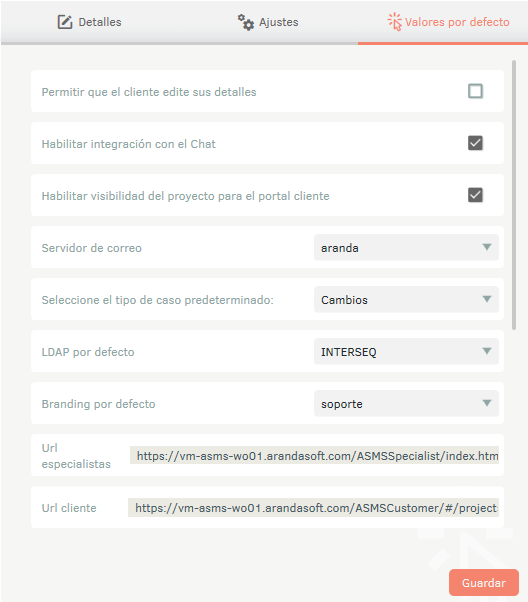 Detalles
Ajustes
Valores por defecto
Permitir que el cliente edite sus detalles
Habilitar integración con el Chat
Habilitar visibilidad del proyecto para el portal cliente
Servidor de correo
aranda
Seleccione el tipo de caso predeterminado:
Cambios
LDAP por defecto
INTERSEQ
Branding por defecto
soporte
Url
especialistas
https://vm-asms-wo01.arandasoft.com/ASMSSpecialist/index.htm
Url cliente
https://vm-asms-wo01.arandasoft.com/ASMSCustomer/#/project
Guardar